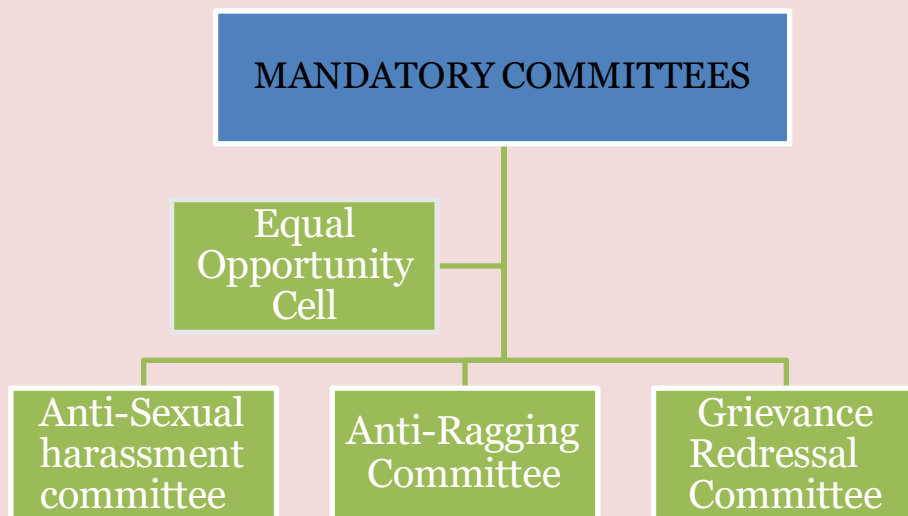 MANDATORY COMMITTEES
Equal
Opportunity
Cell
Anti-Sexual
harassment
committee
Anti-Ragging
Committee
Grievance
Redressal
Committee